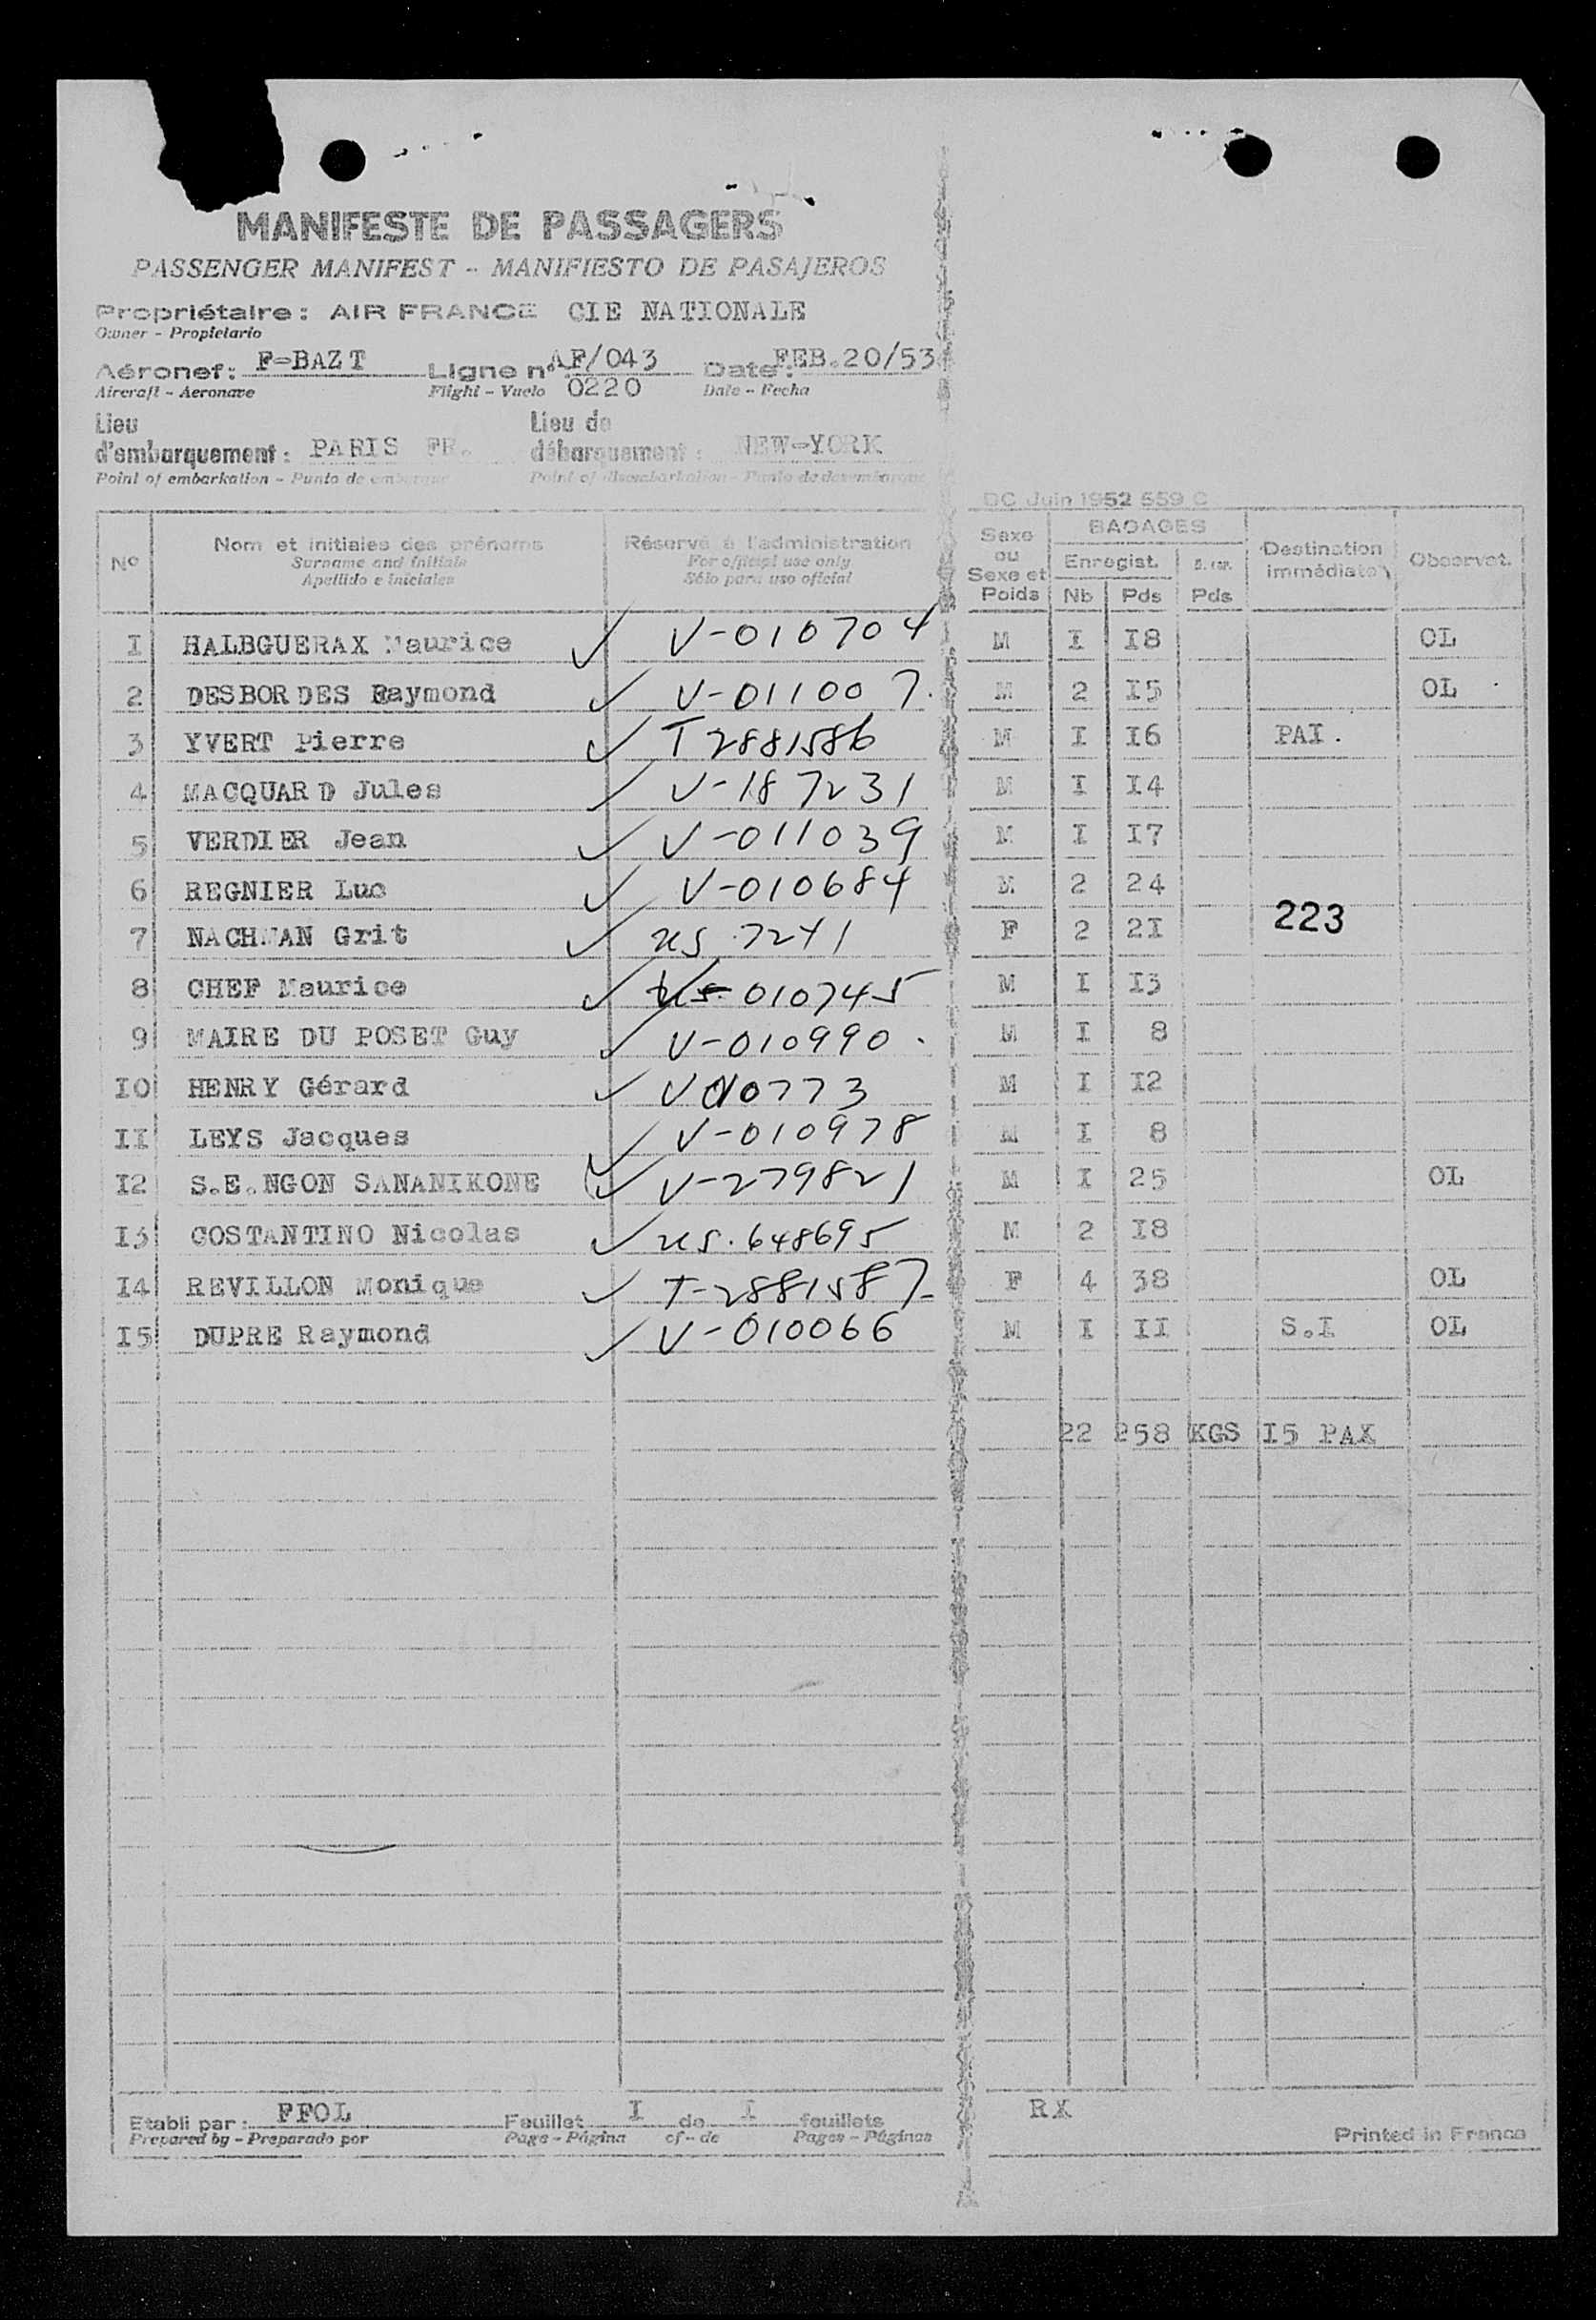 MANIFESTE DE PASSAGERS
PASSENGER MANIFEST - MANIFIESTO DE PASAJEROS
Propriétaire : AIR FRANCE CIE NATIONALE
Owner - Propietario
Aéronef : F-BAZT Ligne n° AF/043 Date : FEB.20/53
Aircraft - Aeronave Flight - Vuelo 0220 Date - Fecha
Lieu Lieu de
d'embarquement : PARIS FR. débarquement : NEW-YORK
Point of embarkation - Punto de embarque Point of disembarkation - Punto de desembarque
DC Juin 1952 559 C
N° Nom et initiales des prénoms Réservé à l'administration Sexe ou Sexe et Poids BAGAGES Destination immédiate Observat.
Surname and initials For official use only Enregist.
Apellido e iniciales Sólo para uso oficial Nb Pds Pds
I HALBGUERAX Maurice ✓ V-010704 M I I8 OL
2 DESBORDES Raymond ✓ V-011007. M 2 I5 OL
3 YVERT Pierre ✓ T 2881586 M I I6 PAI.
4 MACQUARD Jules ✓ V-187231 M I I4
5 VERDIER Jean ✓ V-011039 M I I7
6 REGNIER Luc ✓ V-010684 M 2 24
7 NACHMAN Grit ✓ US 7241 F 2 2I 223
8 CHEF Maurice ✓ V-010745 M I I3
9 MAIRE DU POSET Guy ✓ V-010990. M I 8
IO HENRY Gérard ✓ V010773 M I I2
II LEYS Jacques ✓ V-010978 M I 8
I2 S.E.NGON SANANIKONE ✓ V-279821 M I 25 OL
I3 COSTANTINO Nicolas ✓ US.648695 M 2 I8
I4 REVILLON Monique ✓ T-2881587 F 4 38 OL
I5 DUPRE Raymond ✓ V-010066 M I II S.I OL
22 258 KGS I5 PAX
Etabli par : FFOL Feuillet I de I feuillets RX
Prepared by - Preparado por Page - Página of - de Pages - Páginas Printed in France